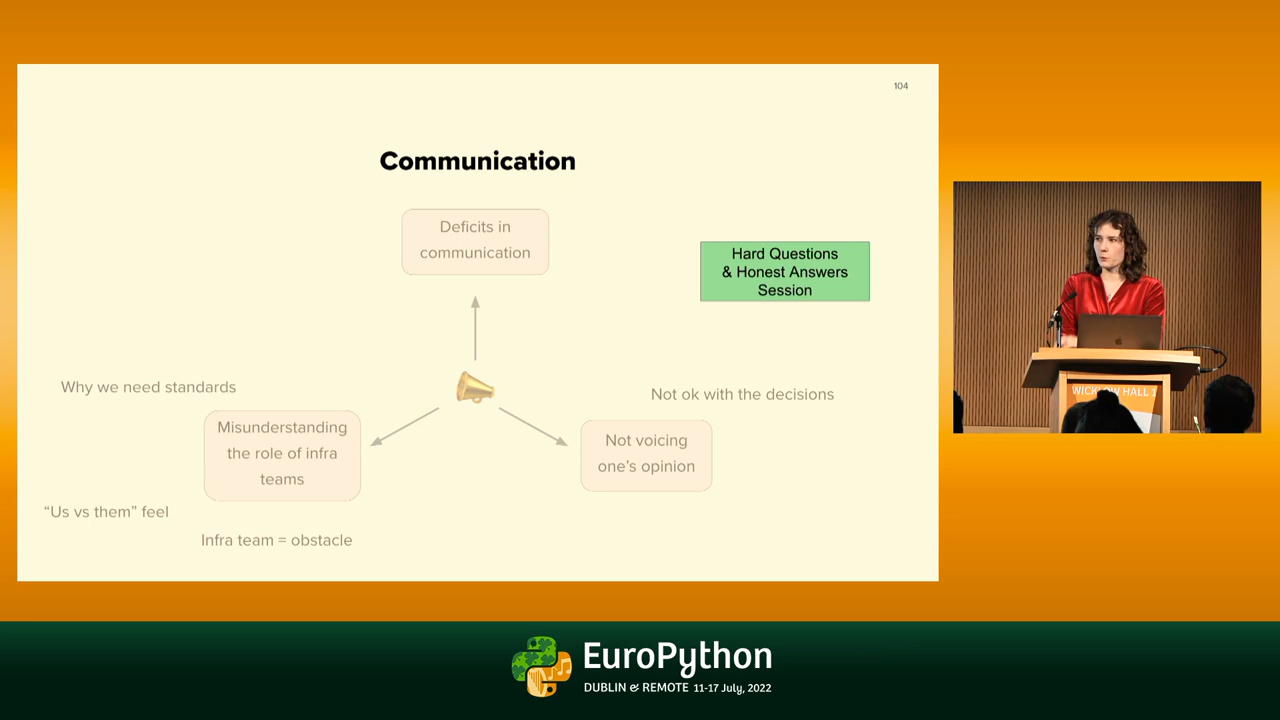 104
Communication
Deficits in
communication
Hard Questions
& Honest Answers
Session
Why we need standards
Not ok with the decisions
Misunderstanding
the role of infra
teams
Not voicing
one’s opinion
“Us vs them” feel
Infra team = obstacle
WICKLOW HALL 1
EuroPython
DUBLIN & REMOTE 11-17 July, 2022